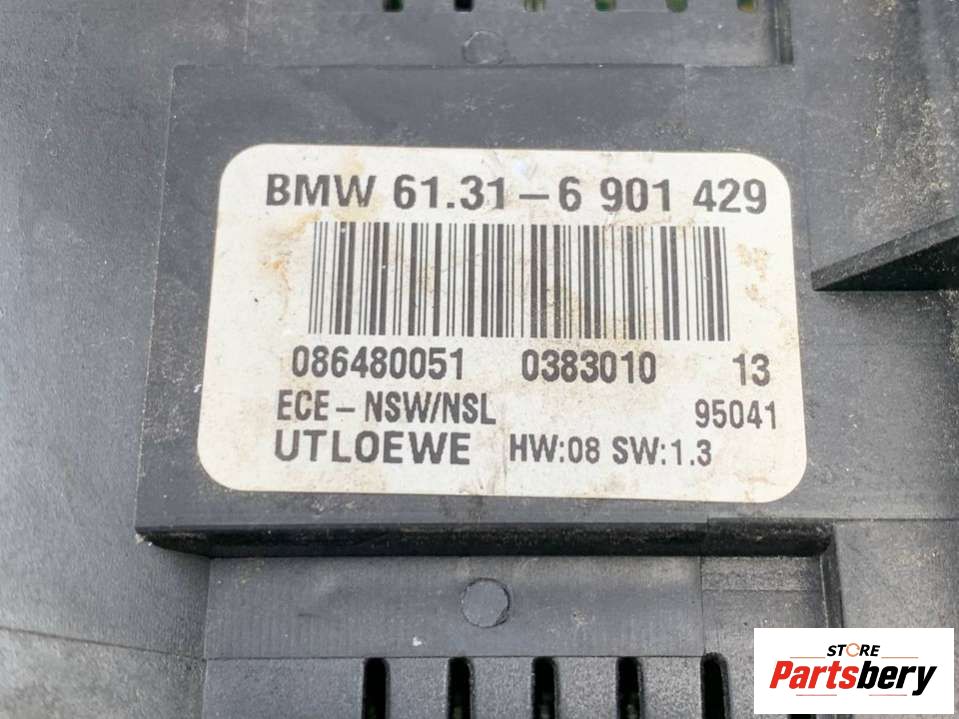 BMW 61.31-6 901 429
086480051 0383010 13
ECE-NSW/NSL 95041
UTLOEWE HW:08 SW:1.3
STORE
Partsbery